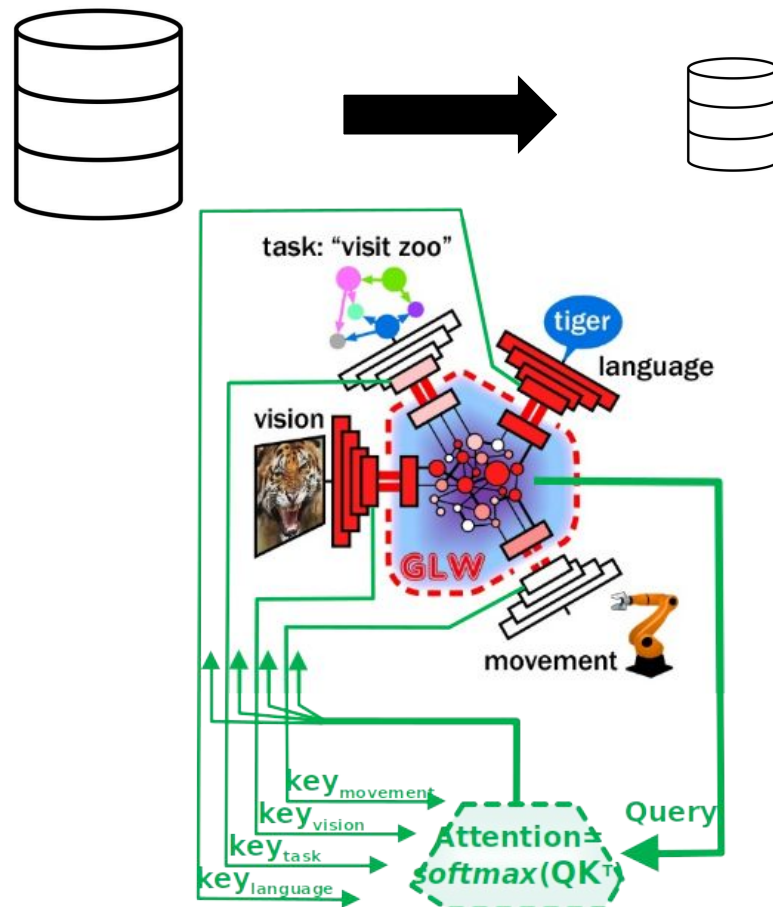 task: “visit zoo”
tiger
language
vision
GLW
movement
key movement
key vision
key task
key language
Query
Attention=
softmax(QKᵀ)